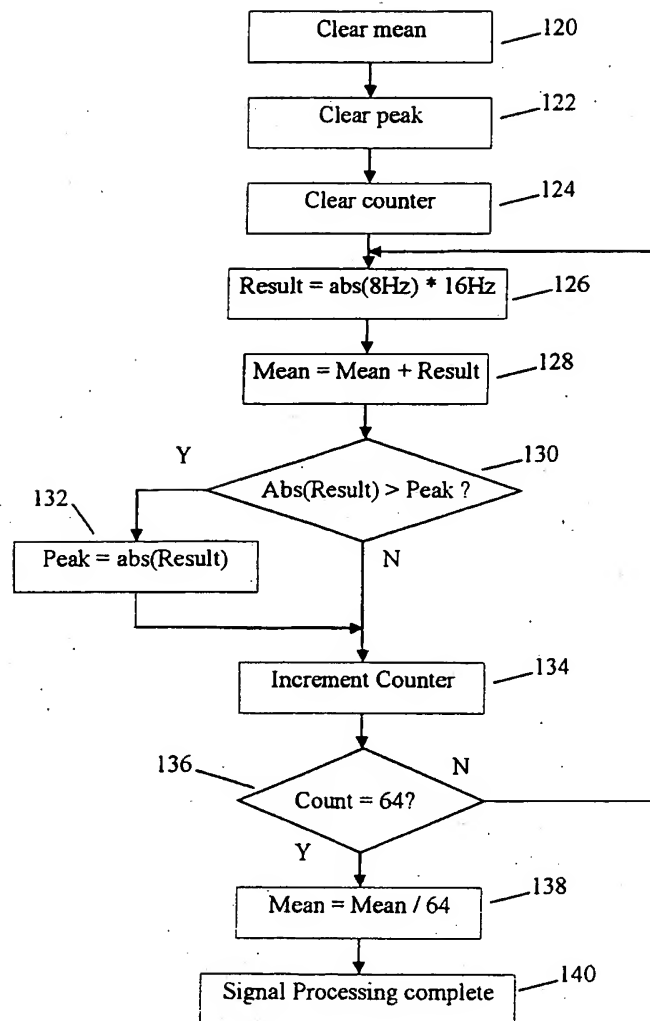 Clear mean
120
Clear peak
122
Clear counter
124
Result = abs(8Hz) * 16Hz
126
Mean = Mean + Result
128
130
Y
Abs(Result) > Peak ?
132
Peak = abs(Result)
N
Increment Counter
134
136
N
Count = 64?
Y
Mean = Mean / 64
138
Signal Processing complete
140